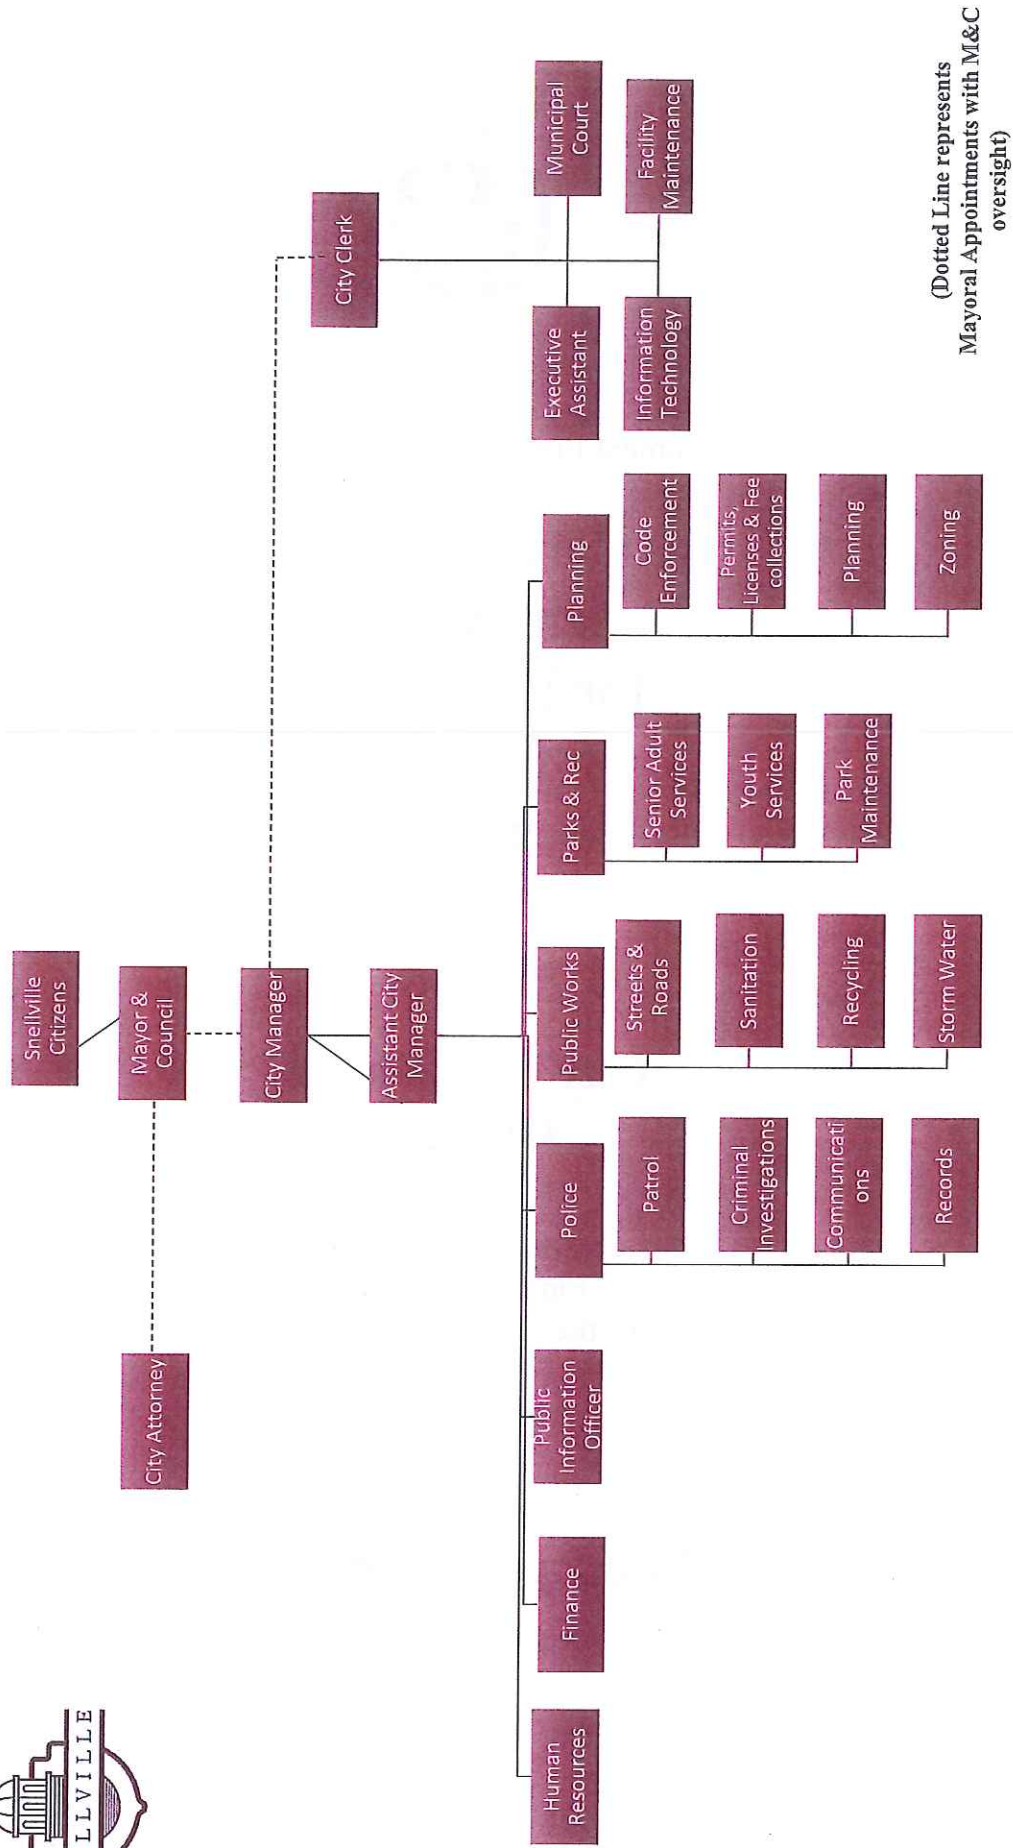 LLVILLE
Snellville
Citizens
City Attorney
Mayor &
Council
City Manager
City Clerk
Assistant City
Manager
Human
Resources
Finance
Public
Information
Officer
Police
Patrol
Criminal
Investigations
Communicati
ons
Records
Public Works
Streets &
Roads
Sanitation
Recycling
Storm Water
Parks & Rec
Senior Adult
Services
Youth
Services
Park
Maintenance
Planning
Code
Enforcement
Permits,
Licenses & Fee
collections
Planning
Zoning
Executive
Assistant
Municipal
Court
Information
Technology
Facility
Maintenance
(Dotted Line represents
Mayoral Appointments with M&C
oversight)